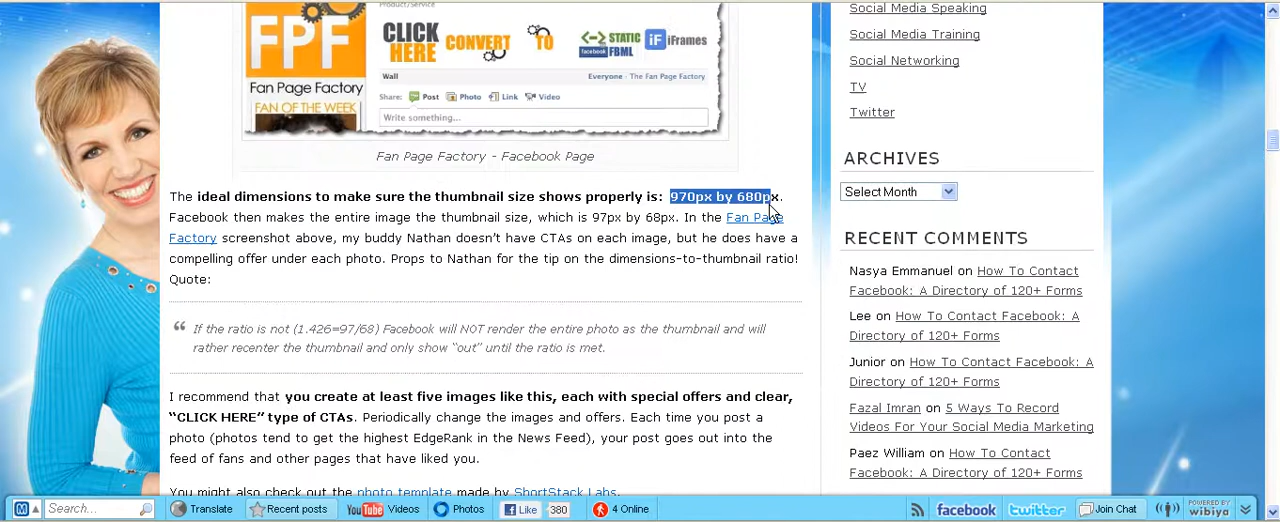 Product/Service
FPF
Fan Page Factory
FAN OF THE WEEK
CLICK HERE
CONVERT TO
STATIC
facebook FBML
iF iFrames
Wall
Everyone · The Fan Page Factory
Share: Post Photo Link Video
Write something...
Fan Page Factory - Facebook Page
The ideal dimensions to make sure the thumbnail size shows properly is: 970px by 680px.
Facebook then makes the entire image the thumbnail size, which is 97px by 68px. In the Fan Page
Factory screenshot above, my buddy Nathan doesn’t have CTAs on each image, but he does have a
compelling offer under each photo. Props to Nathan for the tip on the dimensions-to-thumbnail ratio!
Quote:
“ If the ratio is not (1.426=97/68) Facebook will NOT render the entire photo as the thumbnail and will
rather recenter the thumbnail and only show “out” until the ratio is met.
I recommend that you create at least five images like this, each with special offers and clear,
“CLICK HERE” type of CTAs. Periodically change the images and offers. Each time you post a
photo (photos tend to get the highest EdgeRank in the News Feed), your post goes out into the
feed of fans and other pages that have liked you.
You might also check out the photo template made by ShortStack Labs.
Social Media Speaking
Social Media Training
Social Networking
TV
Twitter
ARCHIVES
Select Month
RECENT COMMENTS
Nasya Emmanuel on How To Contact
Facebook: A Directory of 120+ Forms
Lee on How To Contact Facebook: A
Directory of 120+ Forms
Junior on How To Contact Facebook: A
Directory of 120+ Forms
Fazal Imran on 5 Ways To Record
Videos For Your Social Media Marketing
Paez William on How To Contact
Facebook: A Directory of 120+ Forms
M Search... Translate Recent posts YouTube Videos Photos Like 380 4 Online facebook twitter Join Chat POWERED BY wibiya